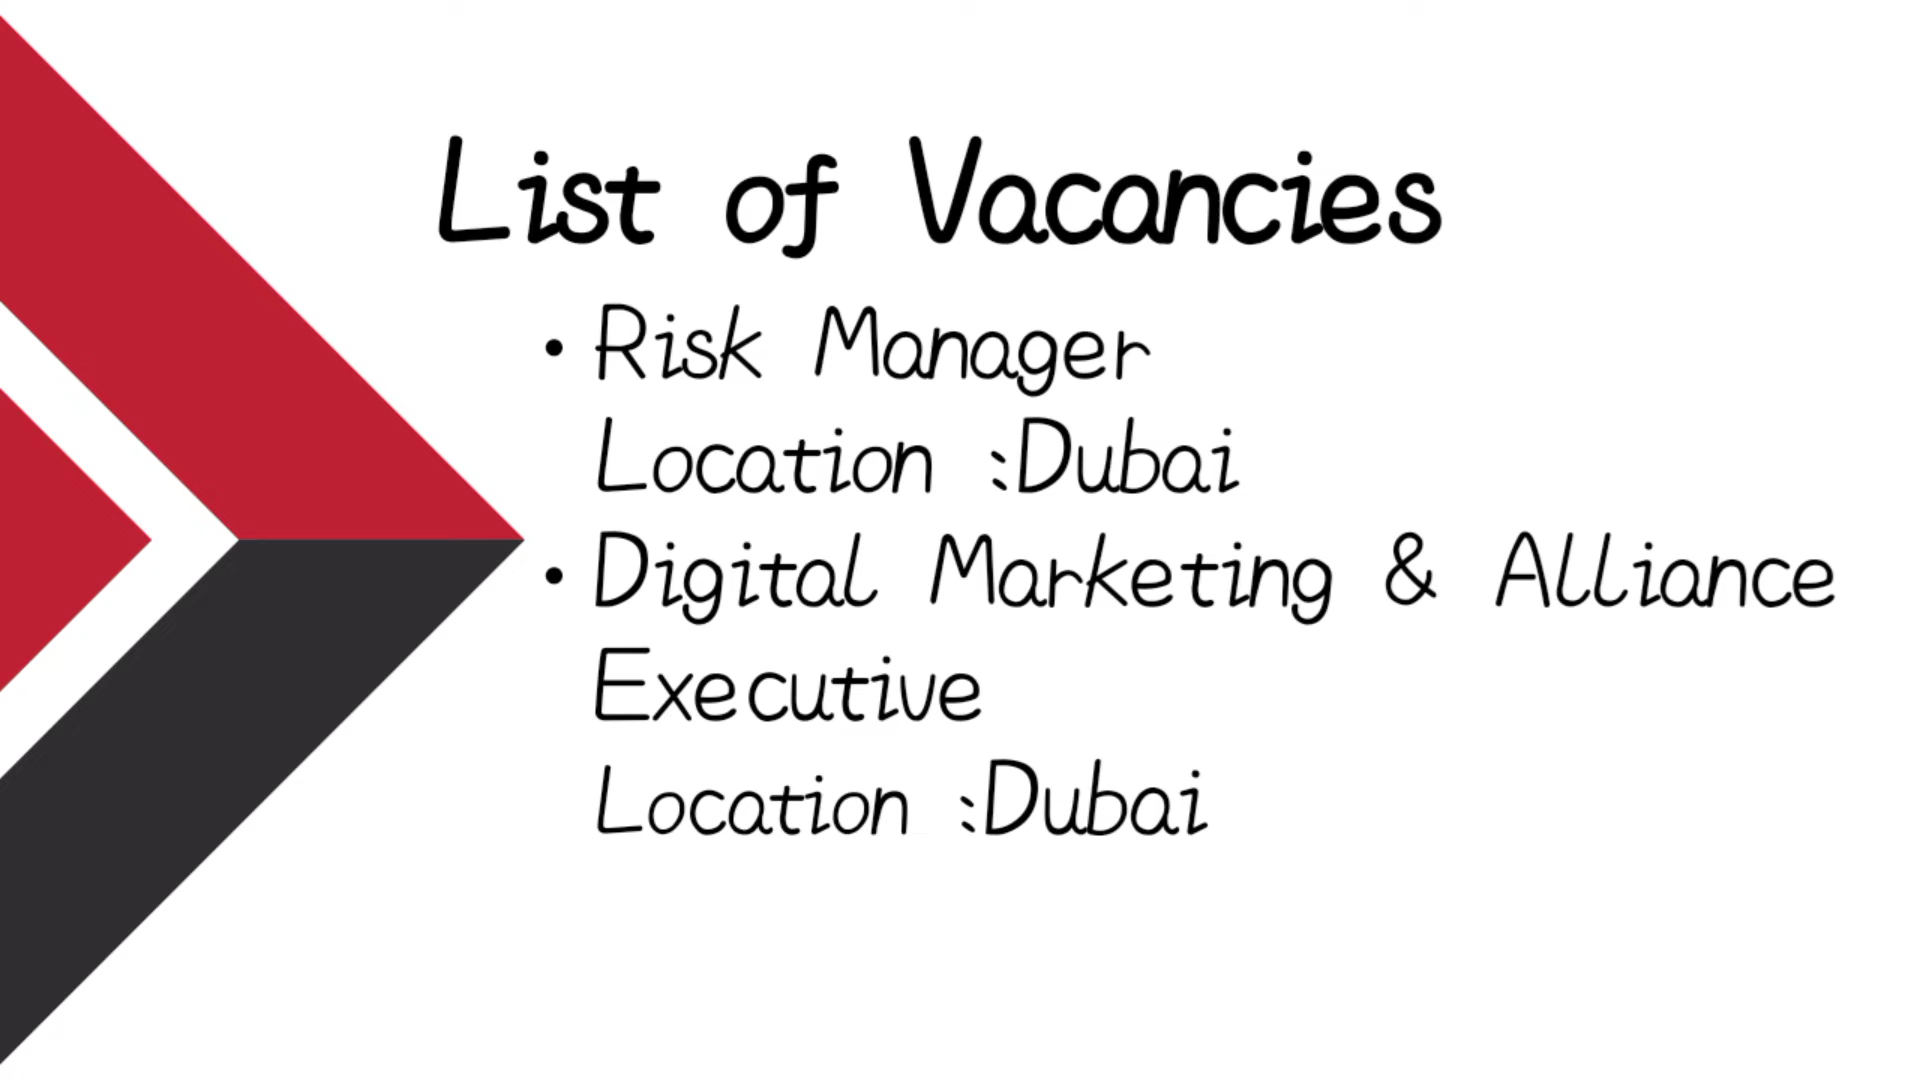 List of Vacancies
• Risk Manager
Location :Dubai
• Digital Marketing & Alliance
Executive
Location :Dubai